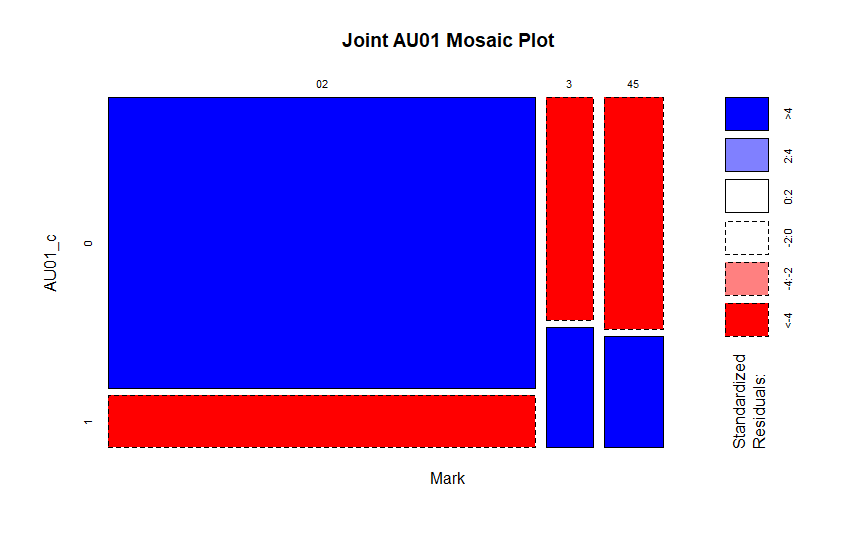 Joint AU01 Mosaic Plot
02 3 45
0
1
AU01_c
Mark
>4
2:4
0:2
-2:0
-4:-2
<-4
Standardized
Residuals: